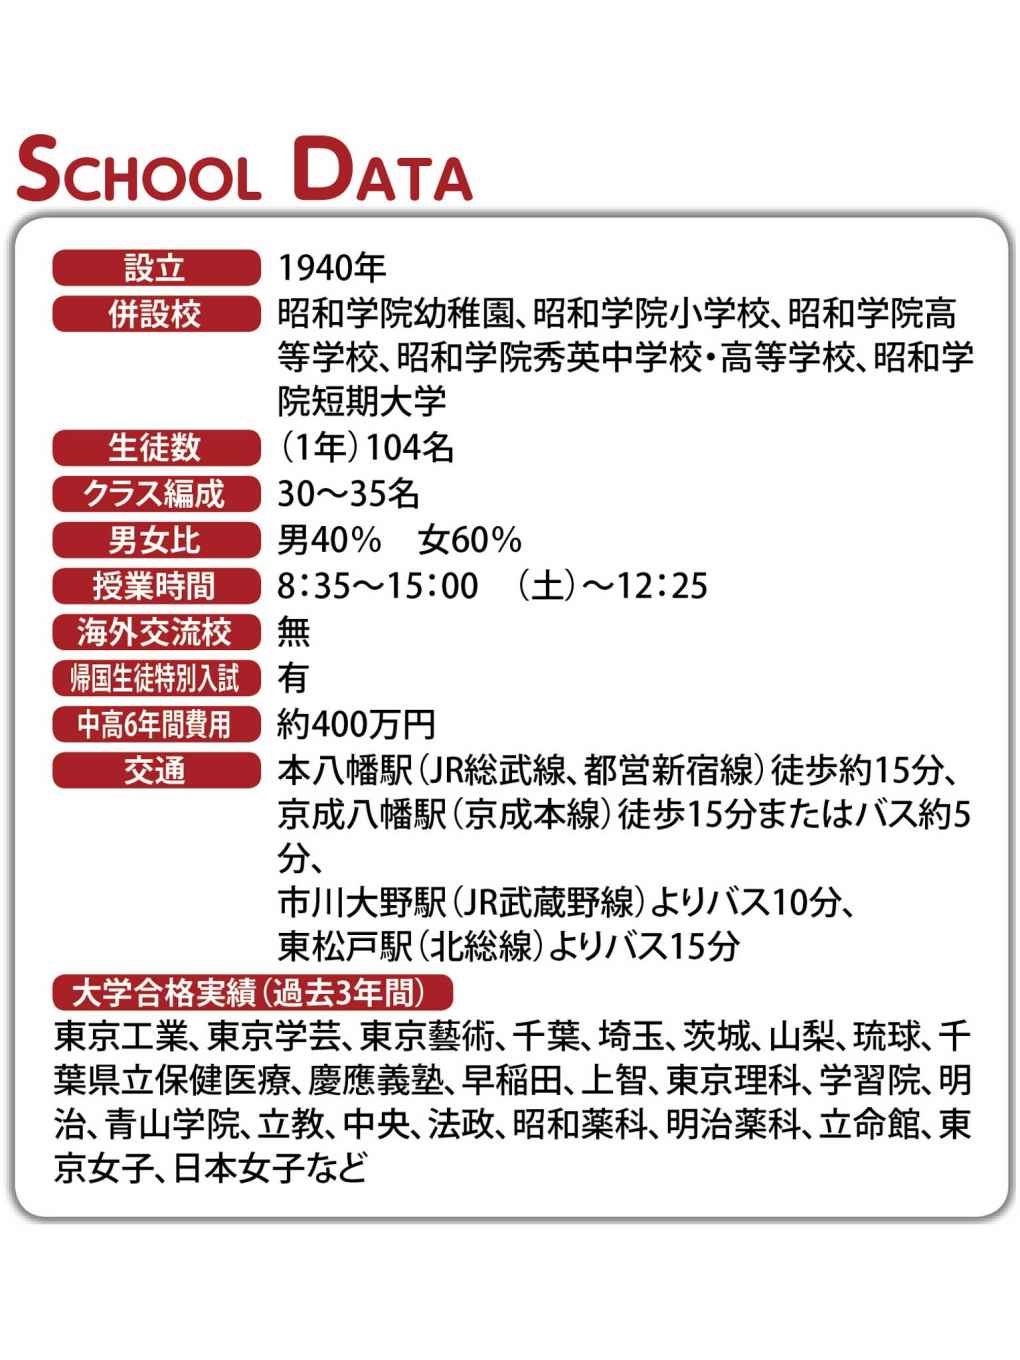 SCHOOL DATA
設立 1940年
併設校 昭和学院幼稚園、昭和学院小学校、昭和学院高
等学校、昭和学院秀英中学校・高等学校、昭和学
院短期大学
生徒数 （1年）104名
クラス編成 30～35名
男女比 男40％　女60％
授業時間 8：35～15：00　（土）～12：25
海外交流校 無
帰国生徒特別入試 有
中高6年間費用 約400万円
交通 本八幡駅（JR総武線、都営新宿線）徒歩約15分、
京成八幡駅（京成本線）徒歩15分またはバス約5
分、
市川大野駅（JR武蔵野線）よりバス10分、
東松戸駅（北総線）よりバス15分
大学合格実績（過去3年間）
東京工業、東京学芸、東京藝術、千葉、埼玉、茨城、山梨、琉球、千
葉県立保健医療、慶應義塾、早稲田、上智、東京理科、学習院、明
治、青山学院、立教、中央、法政、昭和薬科、明治薬科、立命館、東
京女子、日本女子など